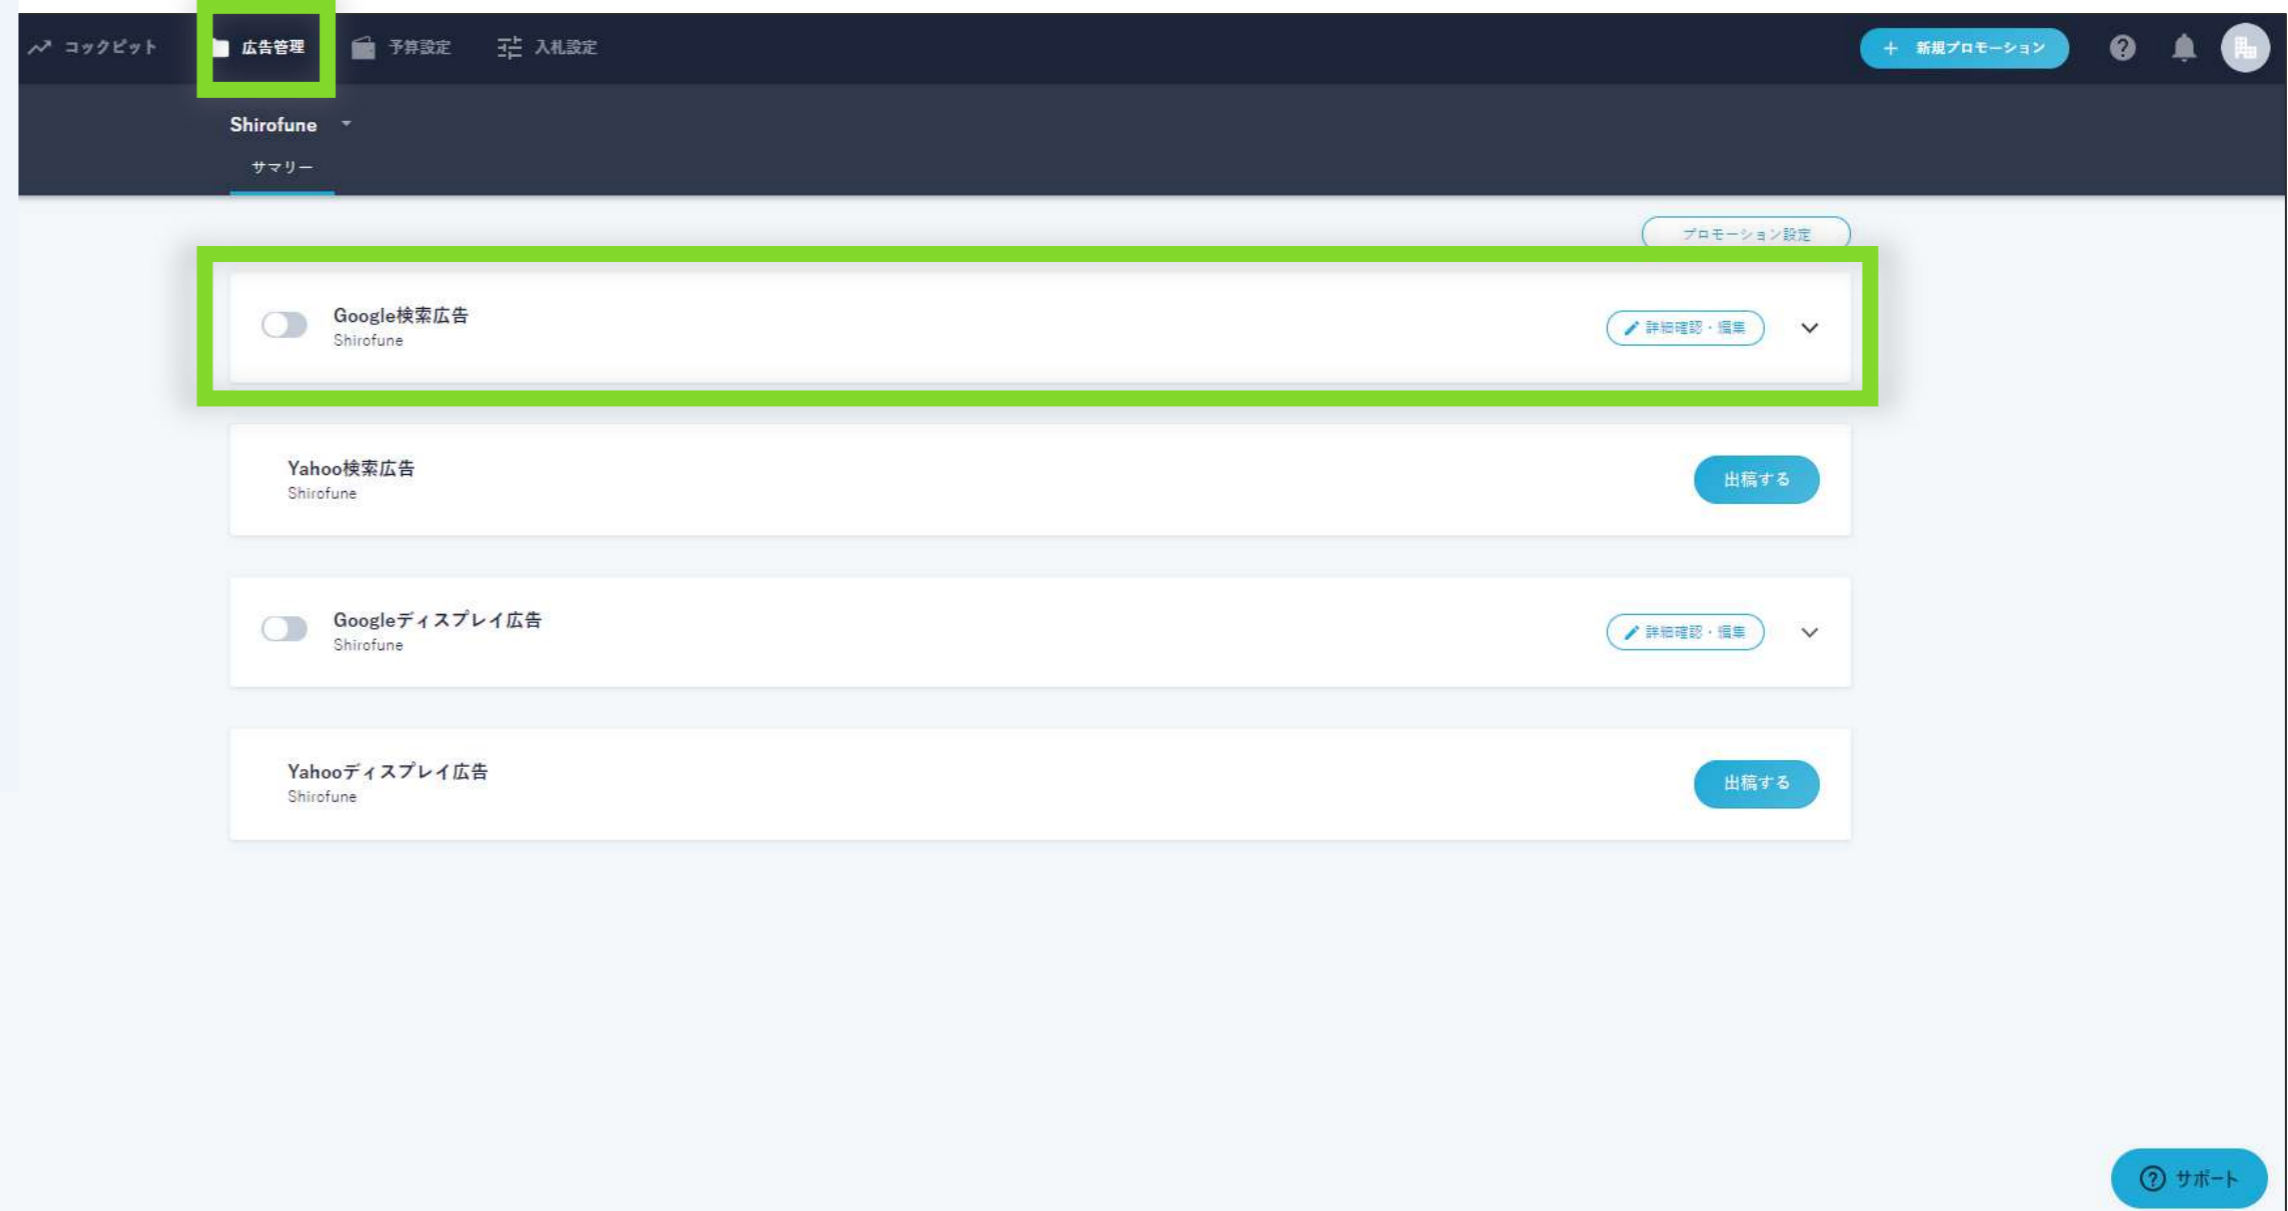 コックピット
広告管理
予算設定
入札設定
+ 新規プロモーション
Shirofune
サマリー
プロモーション設定
Google検索広告
Shirofune
詳細確認・編集
Yahoo検索広告
Shirofune
出稿する
Googleディスプレイ広告
Shirofune
詳細確認・編集
Yahooディスプレイ広告
Shirofune
出稿する
サポート